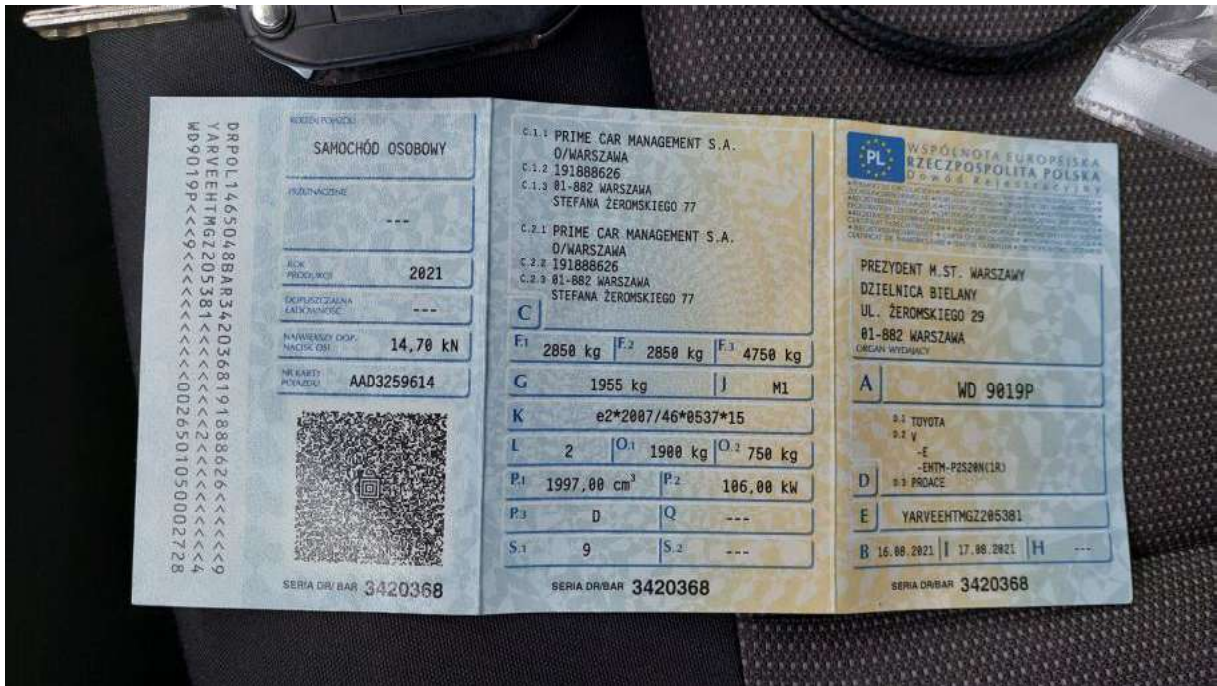 DRPOL1465048BAR3420368191888626<<<<<9
YARVEEHTMGZ205381<<<<<<<2<<<<<<<<<4
WD9019P<<9<<<<<<<<<<<0026501050002728
RODZAJ POJAZDU
SAMOCHÓD OSOBOWY
PRZEZNACZENIE
---
ROK
PRODUKCJI 2021
DOPUSZCZALNA
ŁADOWNOŚĆ ---
NAJWIĘKSZY DOP.
NACISK OSI 14,70 kN
NR KARTY
POJAZDU AAD3259614
SERIA DR/BAR 3420368
C.1.1 PRIME CAR MANAGEMENT S.A.
O/WARSZAWA
C.1.2 191888626
C.1.3 01-882 WARSZAWA
STEFANA ŻEROMSKIEGO 77
C.2.1 PRIME CAR MANAGEMENT S.A.
O/WARSZAWA
C.2.2 191888626
C.2.3 01-882 WARSZAWA
STEFANA ŻEROMSKIEGO 77
C
F.1 2850 kg F.2 2850 kg F.3 4750 kg
G 1955 kg J M1
K e2*2007/46*0537*15
L 2 O.1 1900 kg O.2 750 kg
P.1 1997,00 cm³ P.2 106,00 kW
P.3 D Q ---
S.1 9 S.2 ---
SERIA DR/BAR 3420368
PL
WSPÓLNOTA EUROPEJSKA
RZECZPOSPOLITA POLSKA
Dowód Rejestracyjny
PREZYDENT M.ST. WARSZAWY
DZIELNICA BIELANY
UL. ŻEROMSKIEGO 29
01-882 WARSZAWA
ORGAN WYDAJĄCY
A WD 9019P
D.1 TOYOTA
D.2 V
-E
-EHTM-P2S20N(1R)
D D.3 PROACE
E YARVEEHTMGZ205381
B 16.08.2021 I 17.08.2021 H ---
SERIA DR/BAR 3420368